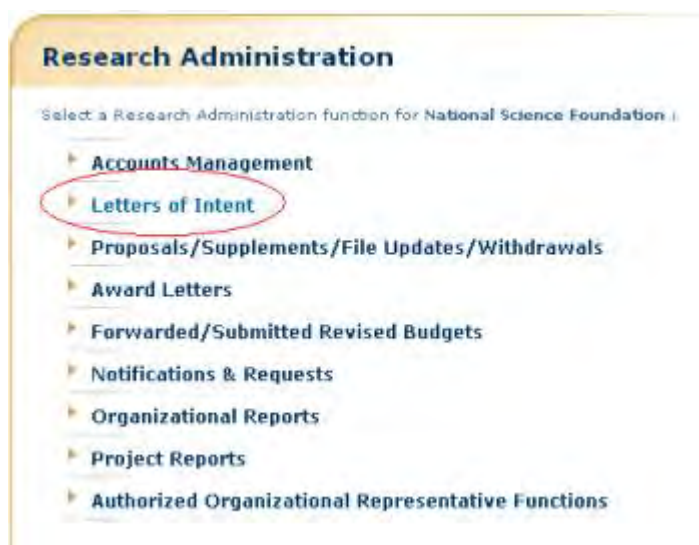 Research Administration
Select a Research Administration function for National Science Foundation :
Accounts Management
Letters of Intent
Proposals/Supplements/File Updates/Withdrawals
Award Letters
Forwarded/Submitted Revised Budgets
Notifications & Requests
Organizational Reports
Project Reports
Authorized Organizational Representative Functions